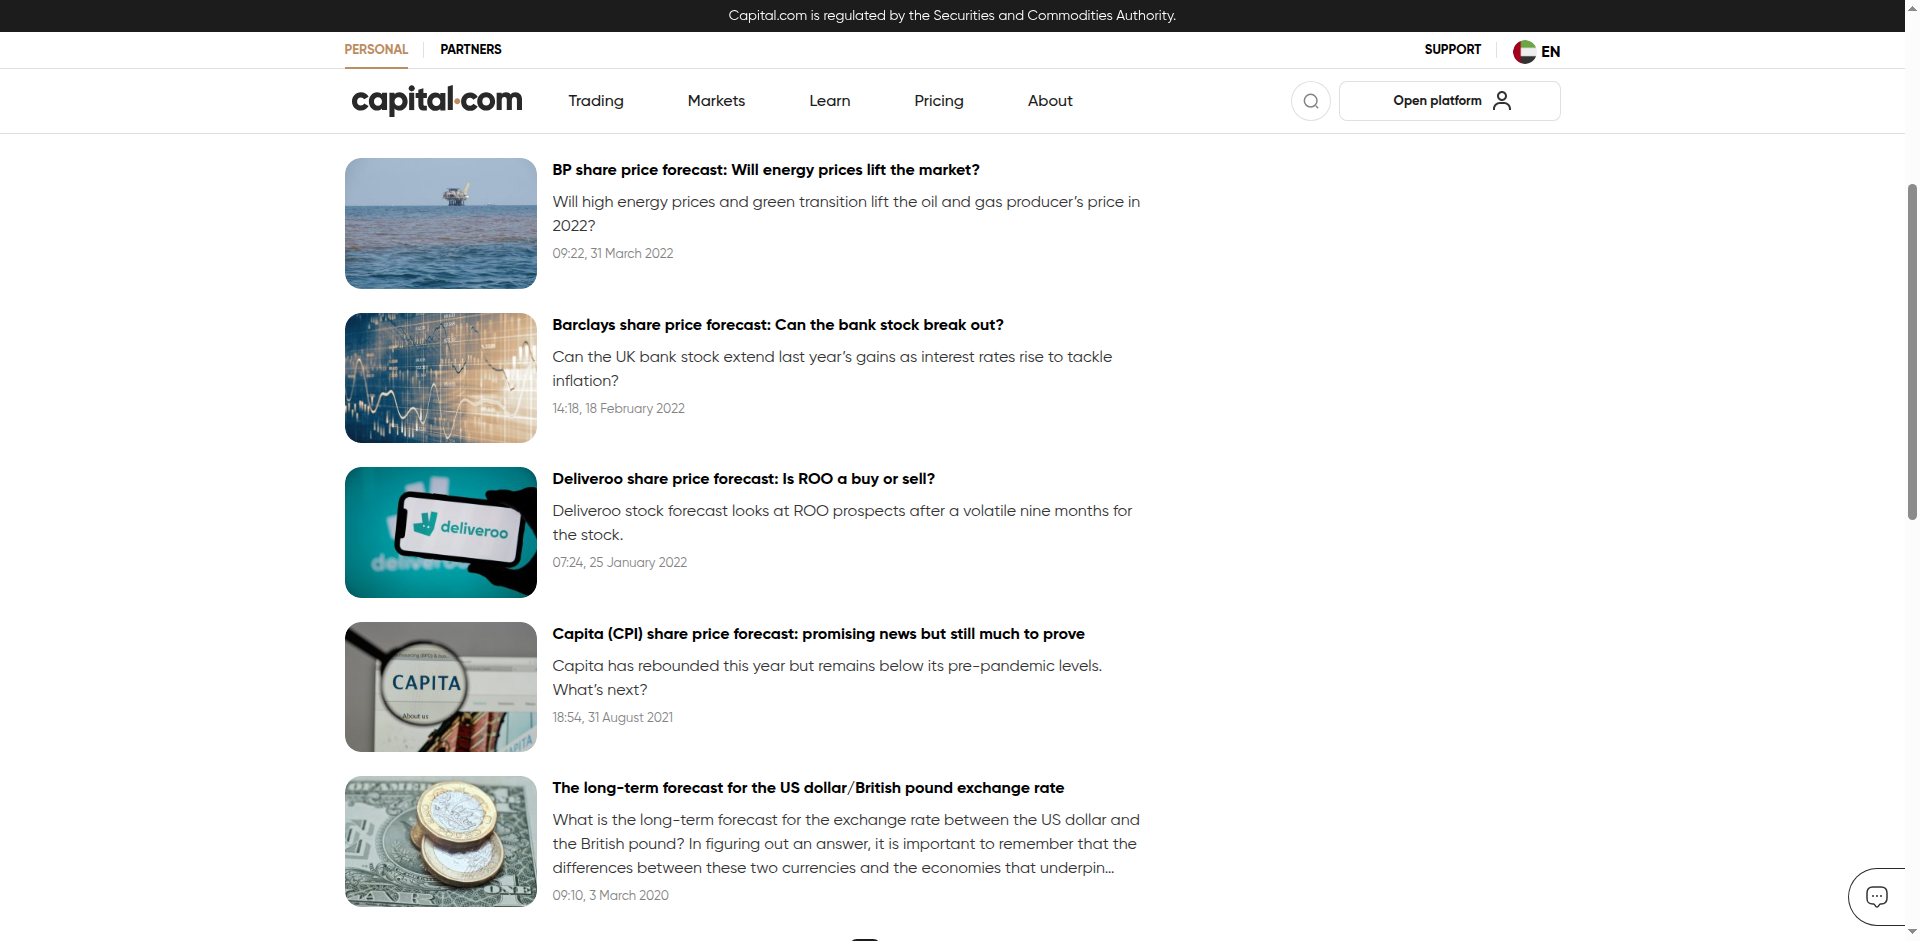 Capital.com is regulated by the Securities and Commodities Authority.
PERSONAL
PARTNERS
SUPPORT
EN
capital.com
Trading
Markets
Learn
Pricing
About
Open platform
BP share price forecast: Will energy prices lift the market?
Will high energy prices and green transition lift the oil and gas producer’s price in
2022?
09:22, 31 March 2022
Barclays share price forecast: Can the bank stock break out?
Can the UK bank stock extend last year’s gains as interest rates rise to tackle
inflation?
14:18, 18 February 2022
deliveroo
Deliveroo share price forecast: Is ROO a buy or sell?
Deliveroo stock forecast looks at ROO prospects after a volatile nine months for
the stock.
07:24, 25 January 2022
CAPITA
About us
Capita (CPI) share price forecast: promising news but still much to prove
Capita has rebounded this year but remains below its pre-pandemic levels.
What’s next?
18:54, 31 August 2021
ONE
The long-term forecast for the US dollar/British pound exchange rate
What is the long-term forecast for the exchange rate between the US dollar and
the British pound? In figuring out an answer, it is important to remember that the
differences between these two currencies and the economies that underpin...
09:10, 3 March 2020